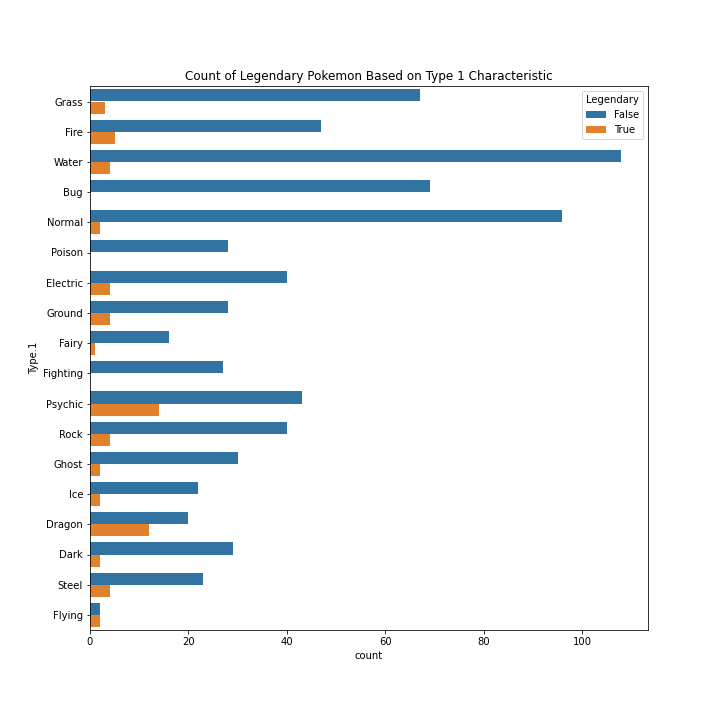 Count of Legendary Pokemon Based on Type 1 Characteristic
Legendary
False
True
Type.1
Grass
Fire
Water
Bug
Normal
Poison
Electric
Ground
Fairy
Fighting
Psychic
Rock
Ghost
Ice
Dragon
Dark
Steel
Flying
0 20 40 60 80 100
count